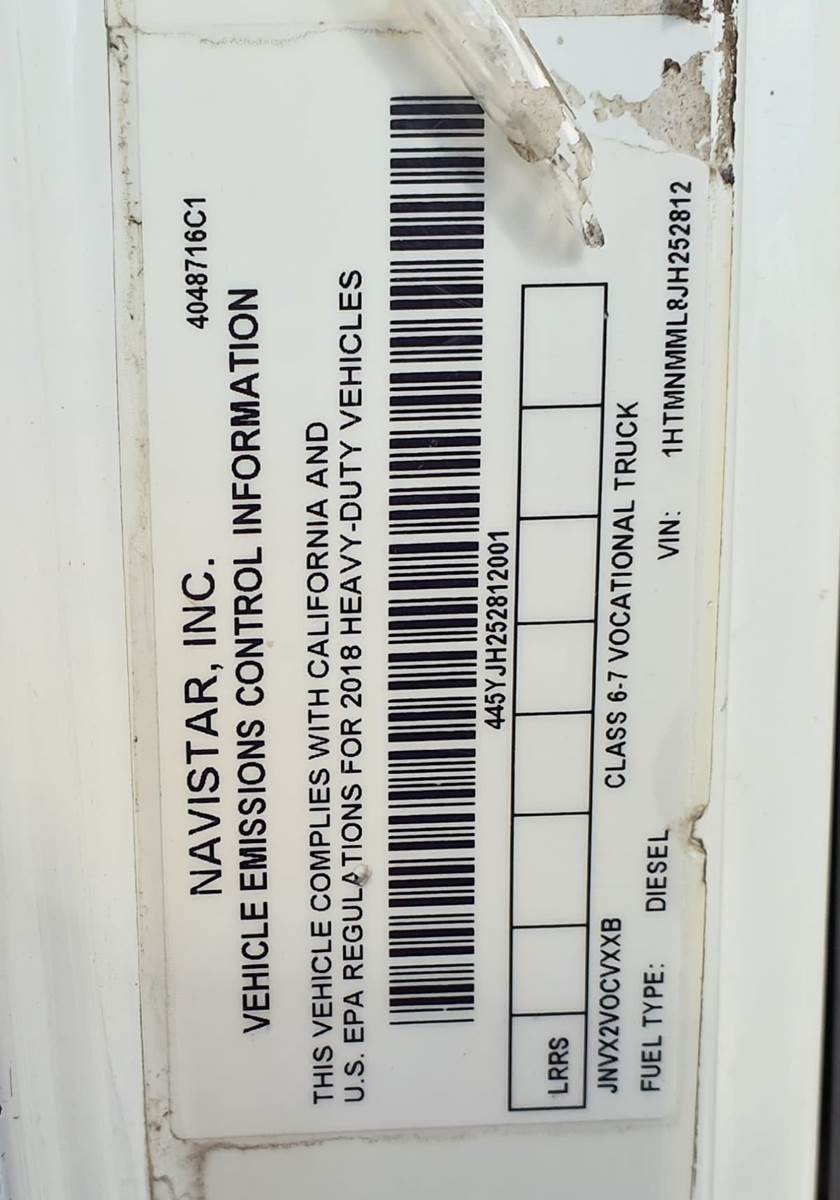 4048716C1
NAVISTAR, INC.
VEHICLE EMISSIONS CONTROL INFORMATION
THIS VEHICLE COMPLIES WITH CALIFORNIA AND
U.S. EPA REGULATIONS FOR 2018 HEAVY-DUTY VEHICLES
445YJH252812001
LRRS
JNVX2VOCVXXB CLASS 6-7 VOCATIONAL TRUCK
FUEL TYPE: DIESEL VIN: 1HTMNMML8JH252812